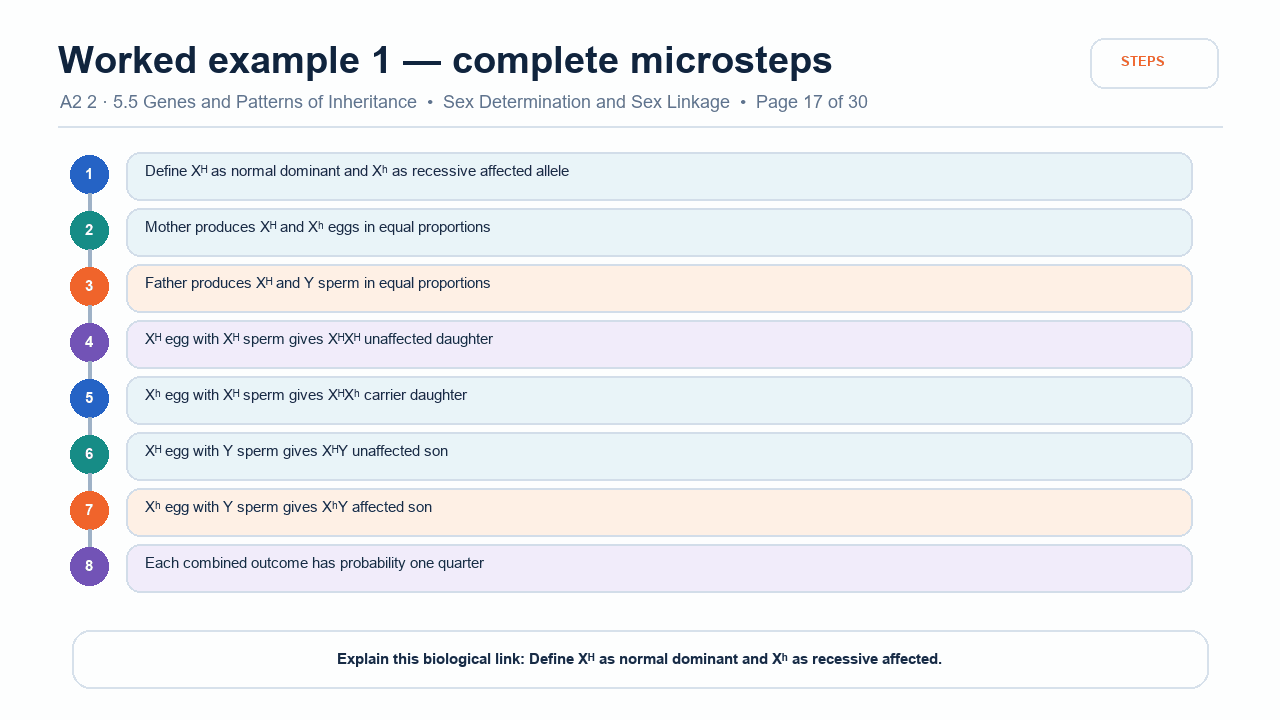 Worked example 1 — complete microsteps
STEPS
A2 2 · 5.5 Genes and Patterns of Inheritance • Sex Determination and Sex Linkage • Page 17 of 30
1 Define Xᴴ as normal dominant and Xʰ as recessive affected allele
2 Mother produces Xᴴ and Xʰ eggs in equal proportions
3 Father produces Xᴴ and Y sperm in equal proportions
4 Xᴴ egg with Xᴴ sperm gives XᴴXᴴ unaffected daughter
5 Xʰ egg with Xᴴ sperm gives XᴴXʰ carrier daughter
6 Xᴴ egg with Y sperm gives XᴴY unaffected son
7 Xʰ egg with Y sperm gives XʰY affected son
8 Each combined outcome has probability one quarter
Explain this biological link: Define Xᴴ as normal dominant and Xʰ as recessive affected.